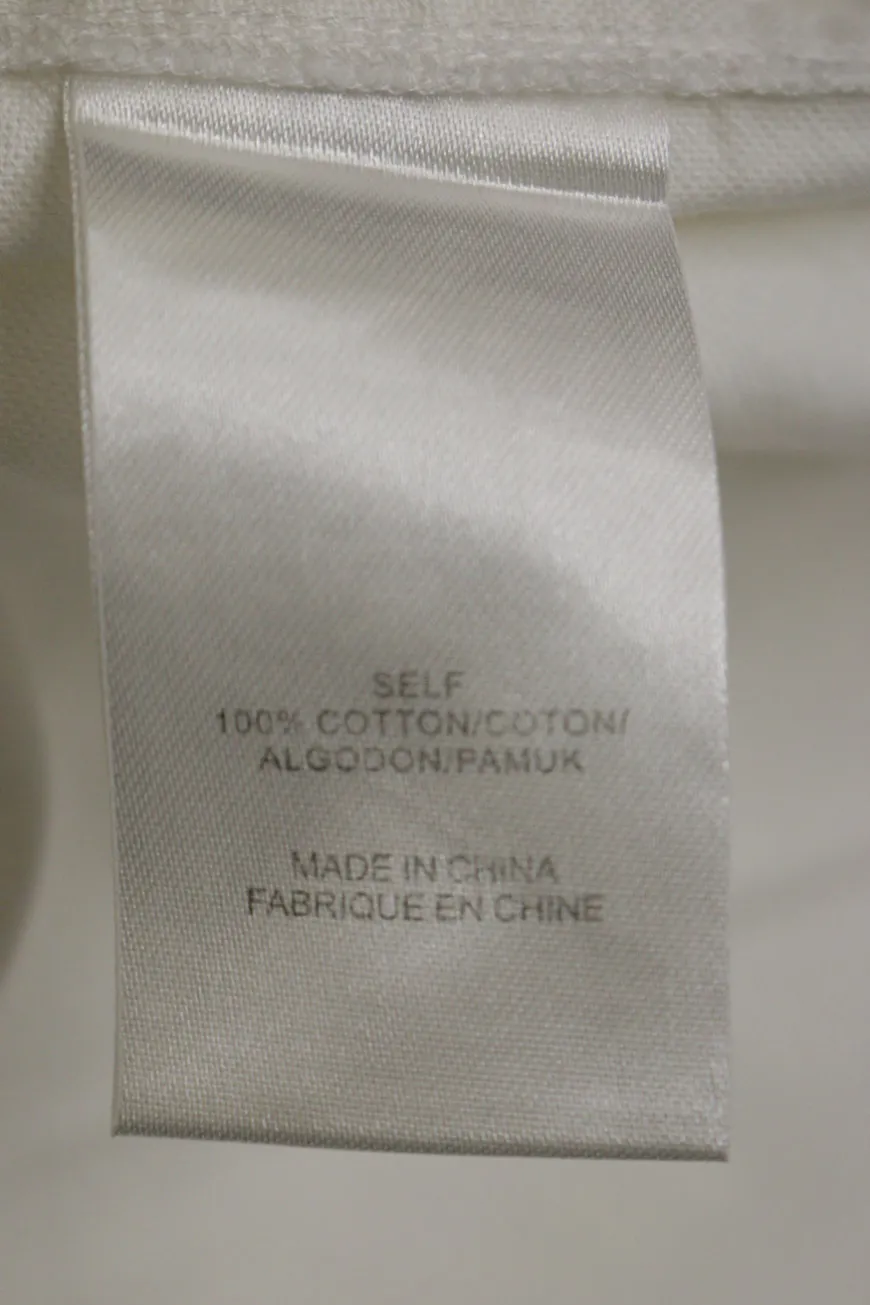 SELF
100% COTTON/COTON/
ALGODON/PAMUK
MADE IN CHINA
FABRIQUE EN CHINE